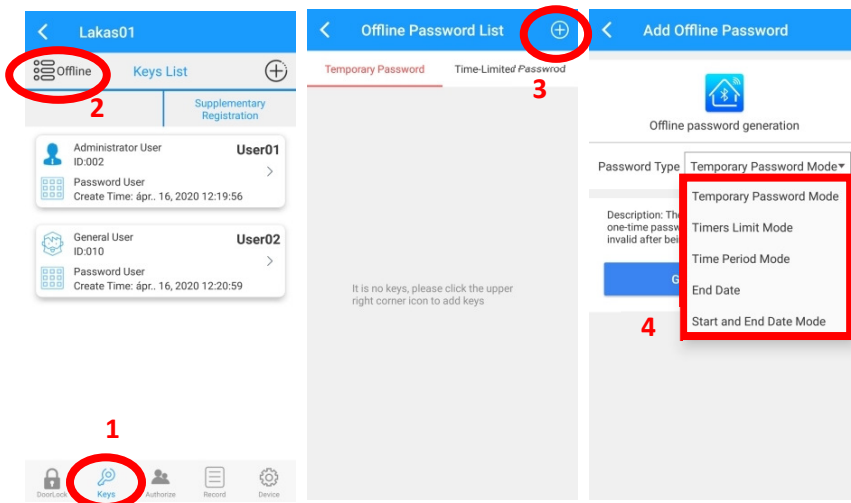 Lakas01
Offline
Keys List
2
Supplementary
Registration
Administrator User
User01
ID:002
Password User
Create Time: ápr.. 16, 2020 12:19:56
General User
User02
ID:010
Password User
Create Time: ápr.. 16, 2020 12:20:59
1
DoorLock
Keys
Authorize
Record
Device
Offline Password List
Temporary Password
Time-Limited Passwrod
3
It is no keys, please click the upper
right corner icon to add keys
Add Offline Password
Offline password generation
Password Type
Temporary Password Mode
Temporary Password Mode
Timers Limit Mode
Time Period Mode
End Date
Start and End Date Mode
Description:
one-time
invalid after
4